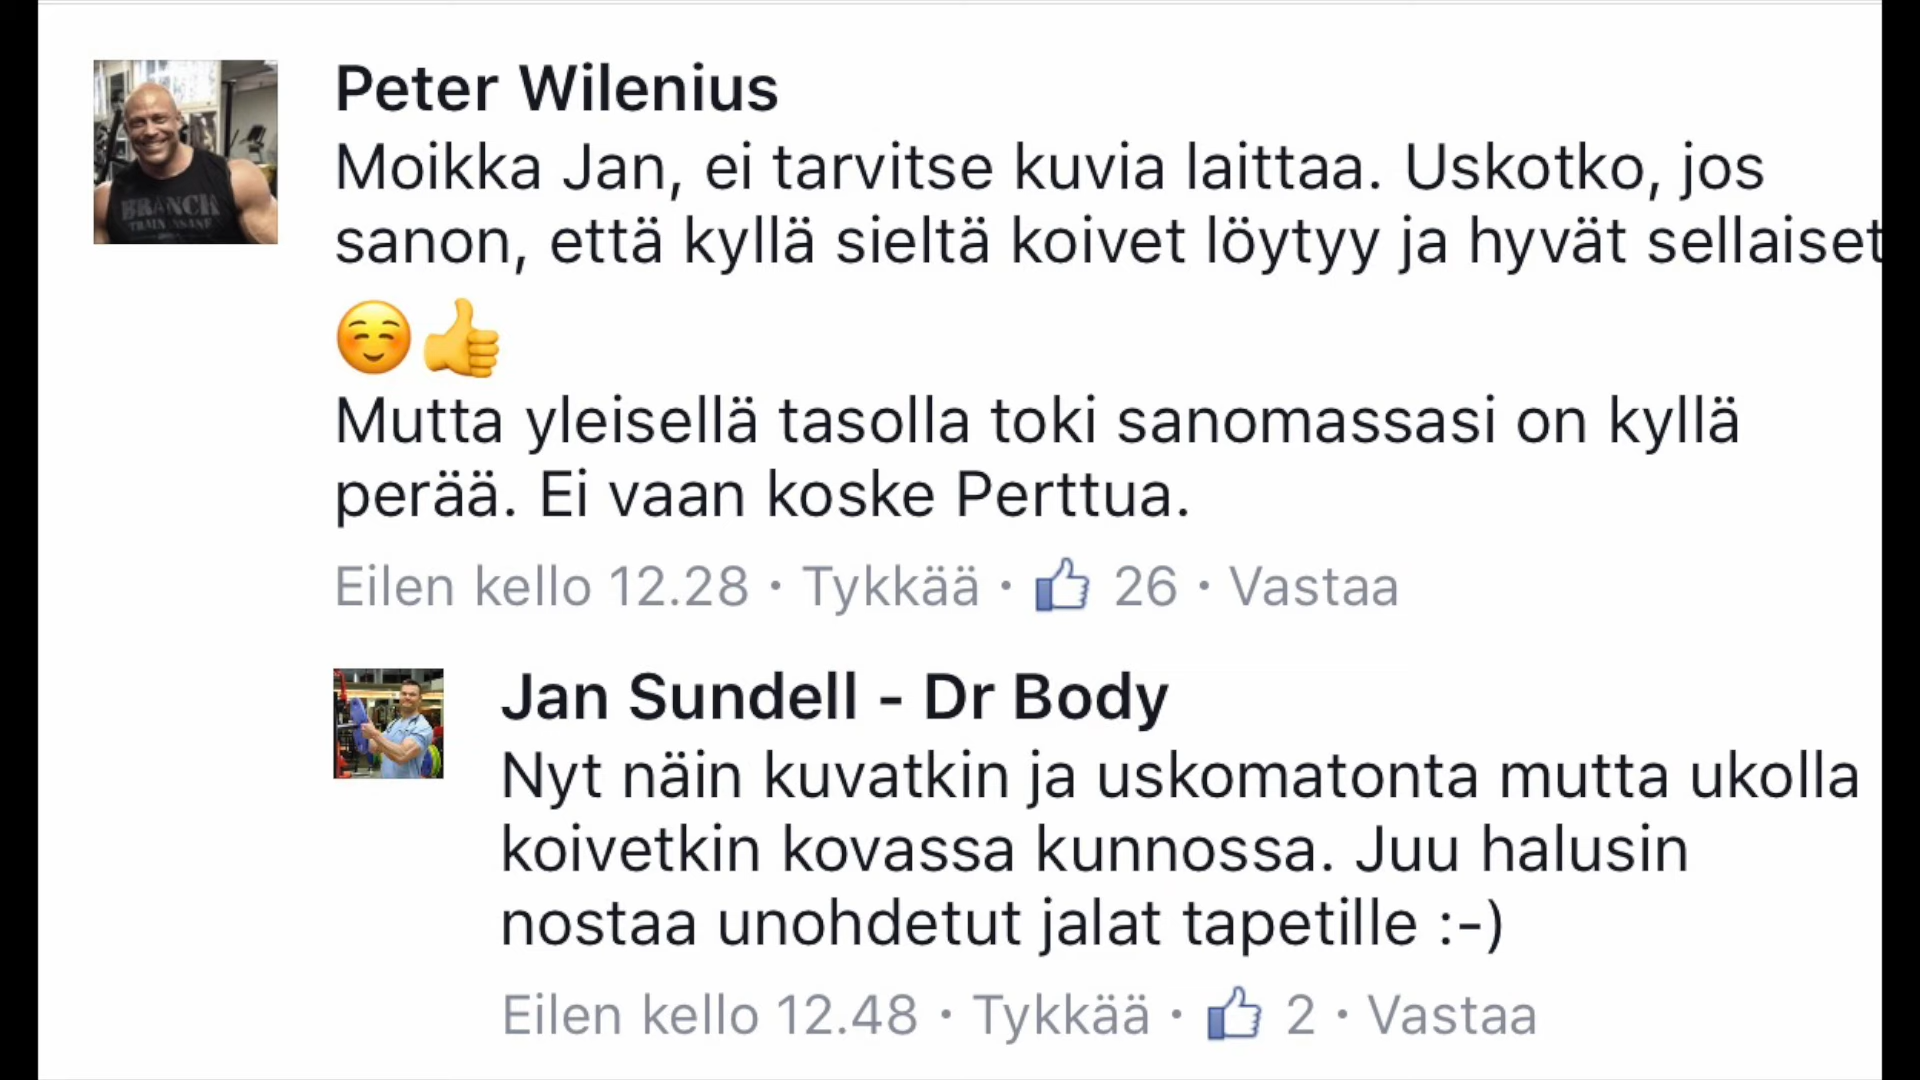 Peter Wilenius
Moikka Jan, ei tarvitse kuvia laittaa. Uskotko, jos
sanon, että kyllä sieltä koivet löytyy ja hyvät sellaiset
☺️👍
Mutta yleisellä tasolla toki sanomassasi on kyllä
perää. Ei vaan koske Perttua.
Eilen kello 12.28 · Tykkää · 26 · Vastaa
Jan Sundell - Dr Body
Nyt näin kuvatkin ja uskomatonta mutta ukolla
koivetkin kovassa kunnossa. Juu halusin
nostaa unohdetut jalat tapetille :-)
Eilen kello 12.48 · Tykkää · 2 · Vastaa
BRANCH
TRAIN INSANE